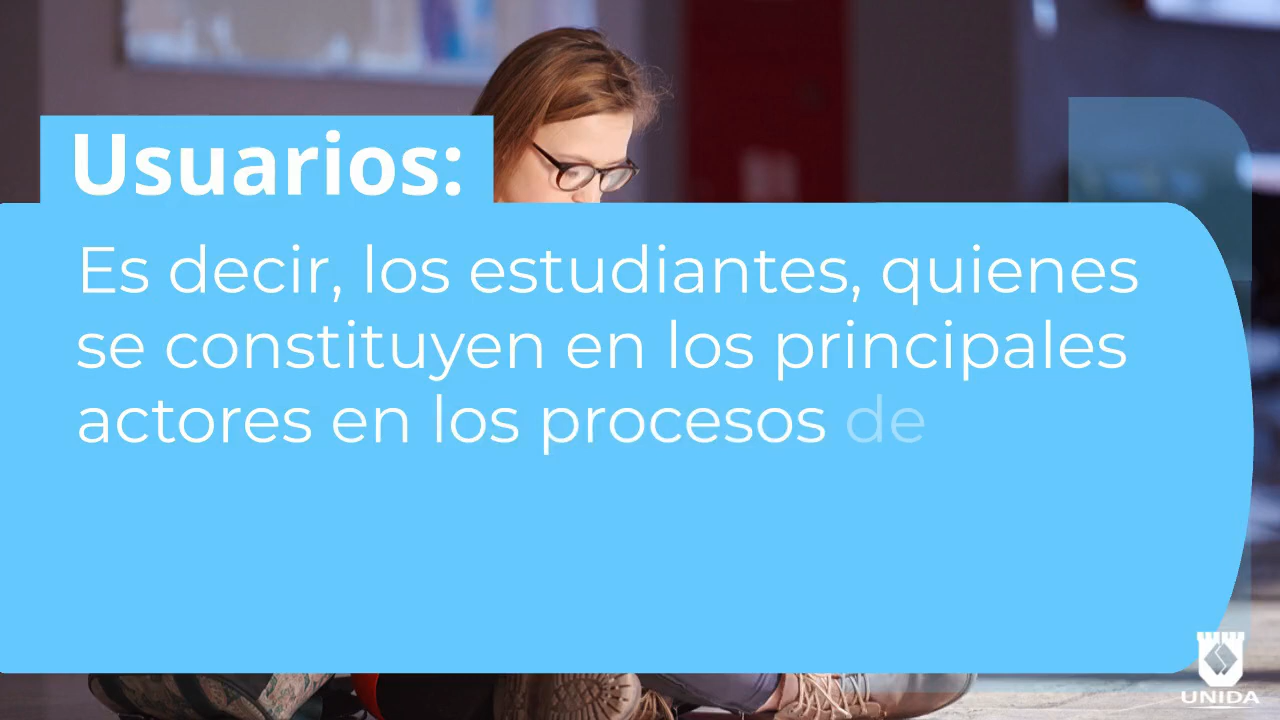 Usuarios:
Es decir, los estudiantes, quienes
se constituyen en los principales
actores en los procesos de
UNIDA